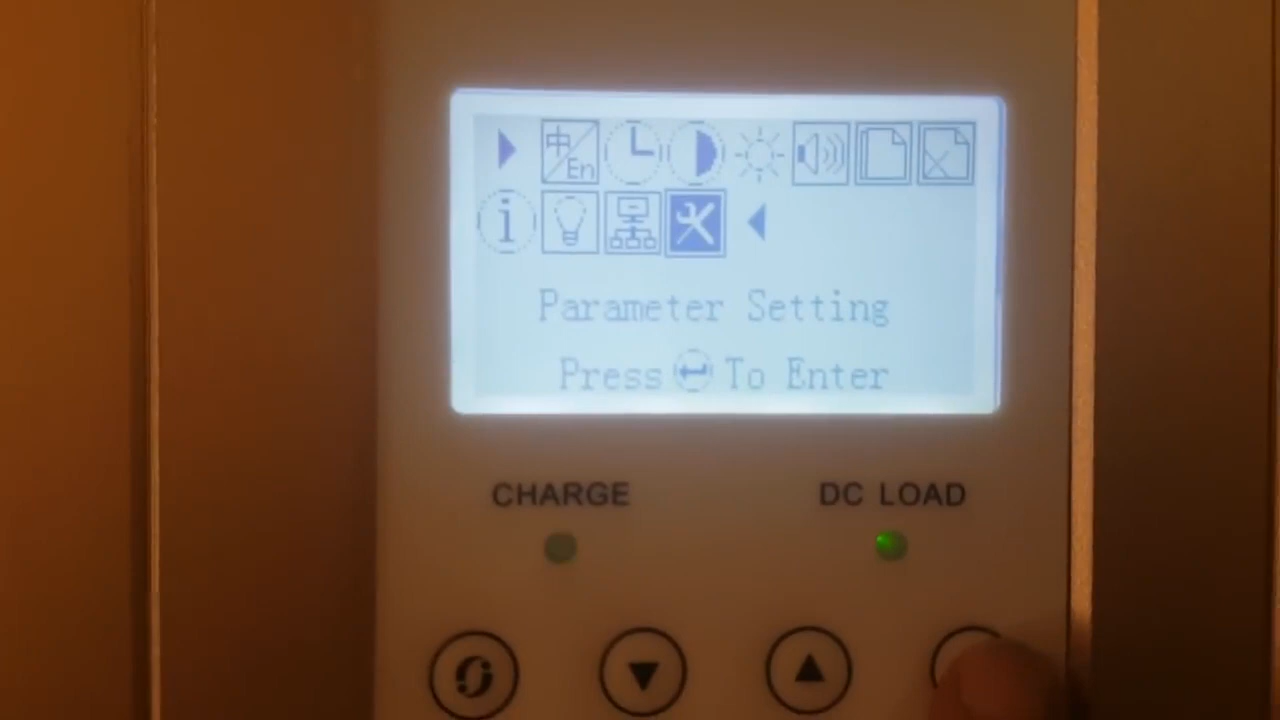 中/En
i
Parameter Setting
Press To Enter
CHARGE
DC LOAD